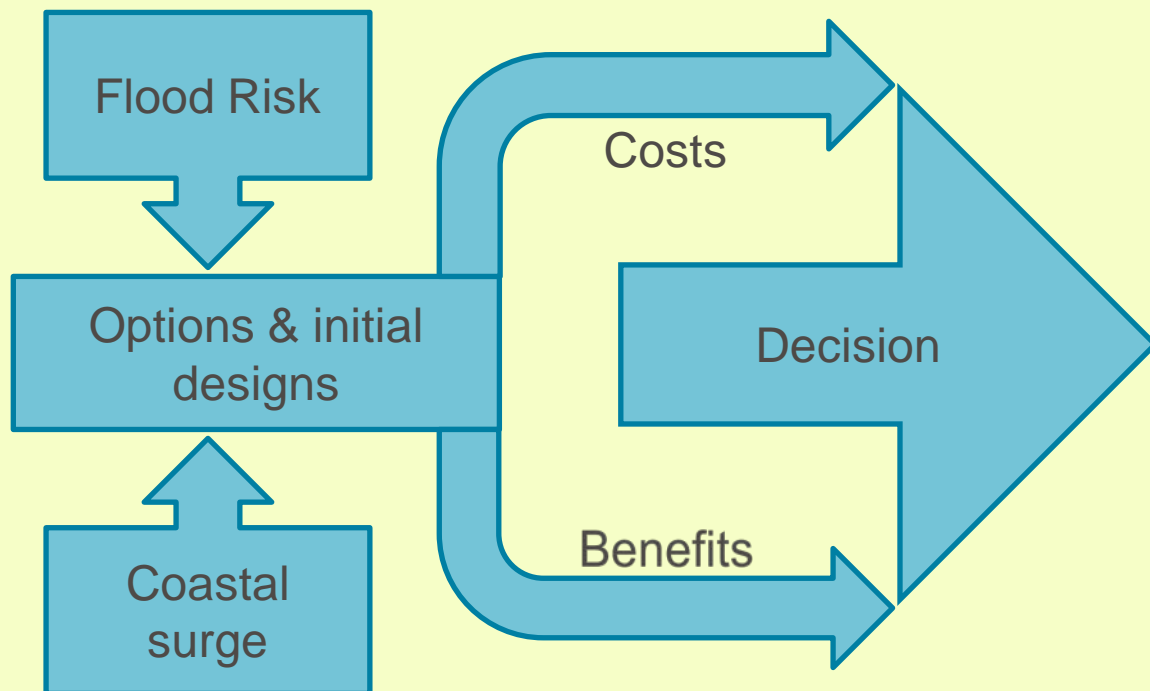 Flood Risk
Costs
Options & initial
designs
Decision
Benefits
Coastal
surge